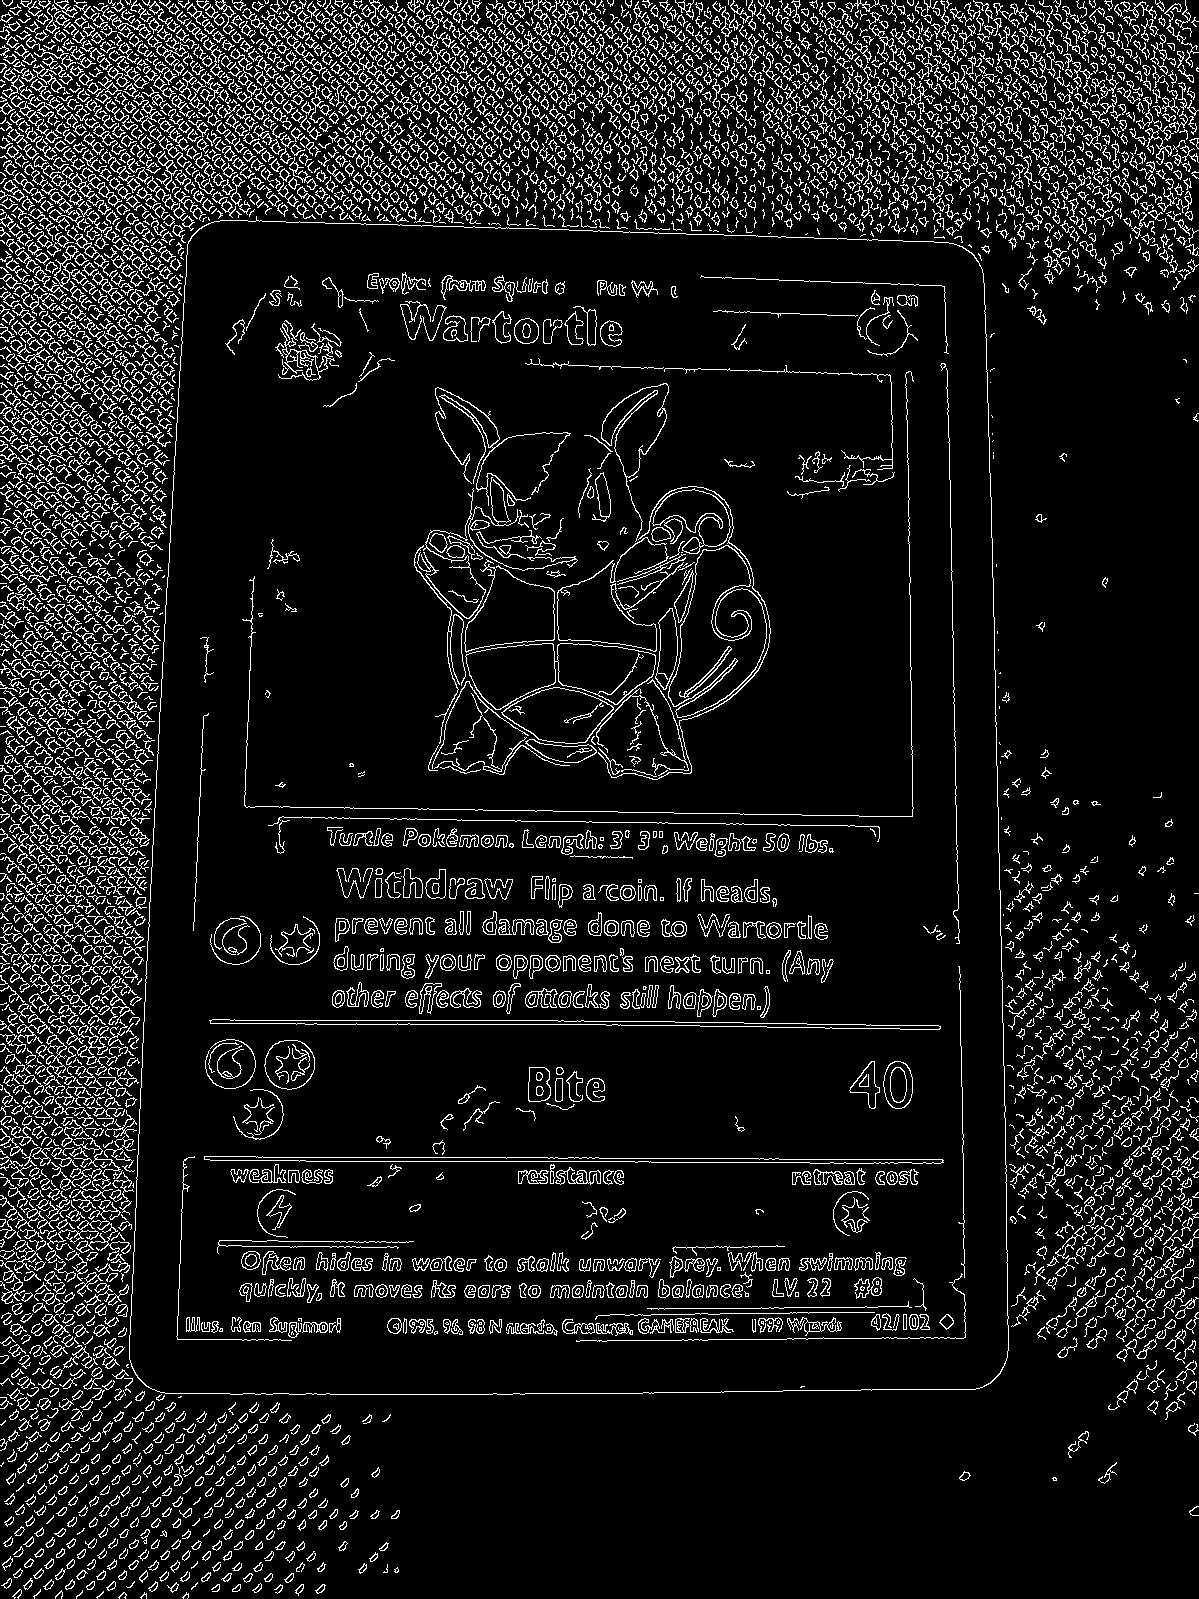 Evolves from Squirtle Put W
Wartortle
Turtle Pokémon. Length: 3' 3", Weight: 50 lbs.
Withdraw Flip a coin. If heads,
prevent all damage done to Wartortle
during your opponent's next turn. (Any
other effects of attacks still happen.)
Bite 40
weakness resistance retreat cost
Often hides in water to stalk unwary prey. When swimming
quickly, it moves its ears to maintain balance. LV. 22 #8
Illus. Ken Sugimori ©1995, 96, 98 Nintendo, Creatures, GAMEFREAK. 1999 Wizards 42/102